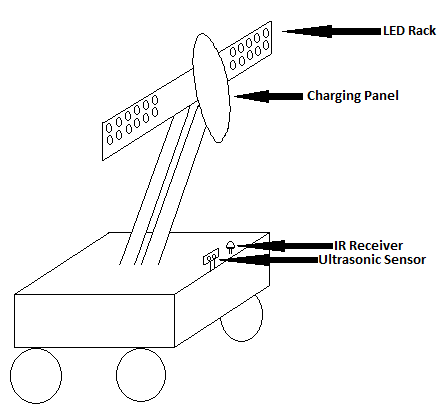 LED Rack
Charging Panel
IR Receiver
Ultrasonic Sensor